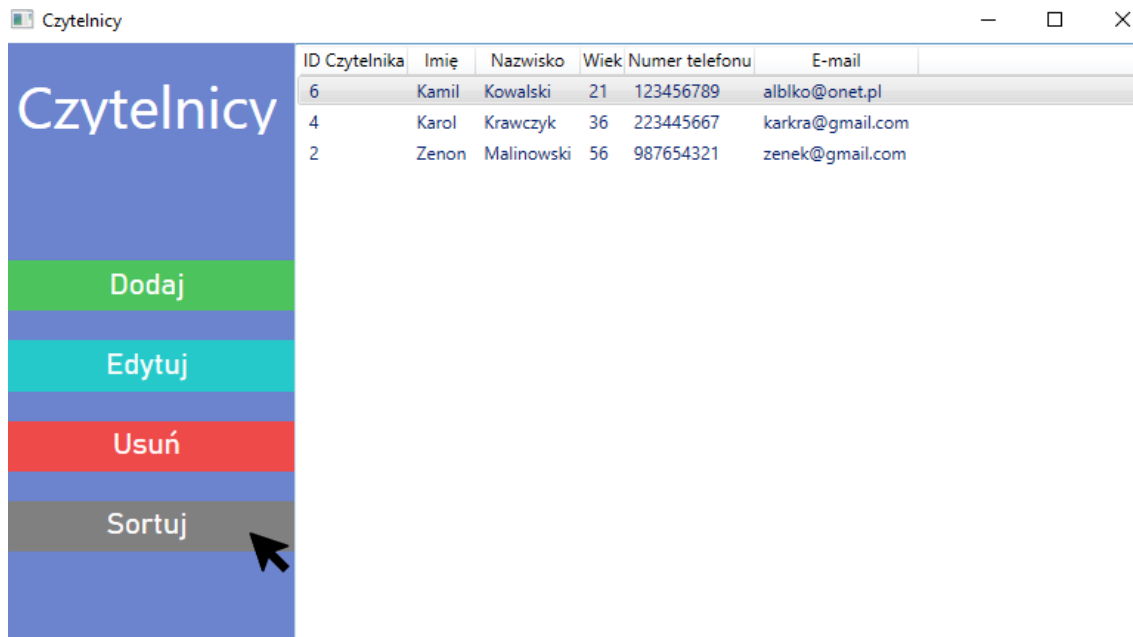 Czytelnicy
Czytelnicy
Dodaj
Edytuj
Usuń
Sortuj
ID Czytelnika Imię Nazwisko Wiek Numer telefonu E-mail
6 Kamil Kowalski 21 123456789 alblko@onet.pl
4 Karol Krawczyk 36 223445667 karkra@gmail.com
2 Zenon Malinowski 56 987654321 zenek@gmail.com